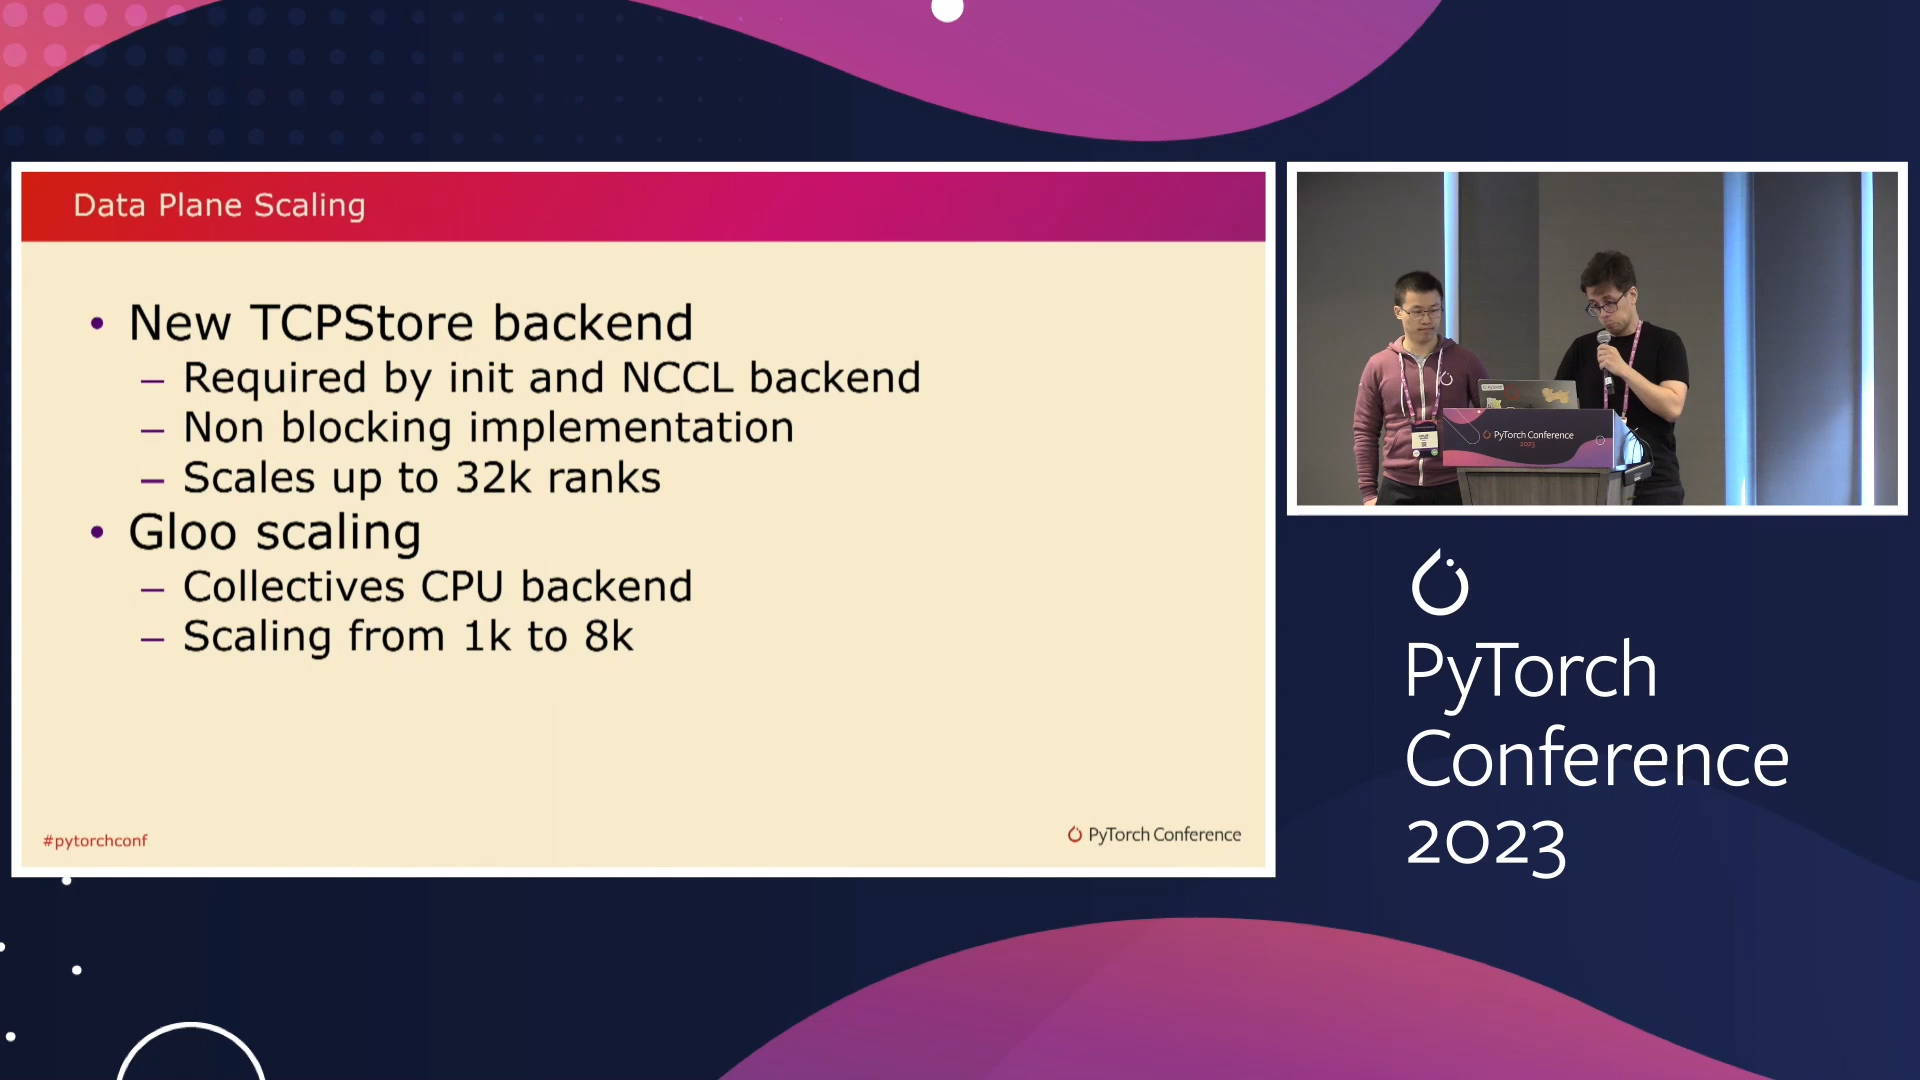 Data Plane Scaling
• New TCPStore backend
– Required by init and NCCL backend
– Non blocking implementation
– Scales up to 32k ranks
• Gloo scaling
– Collectives CPU backend
– Scaling from 1k to 8k
#pytorchconf
PyTorch Conference
PyTorch Conference
2023
PyTorch
Conference
2023